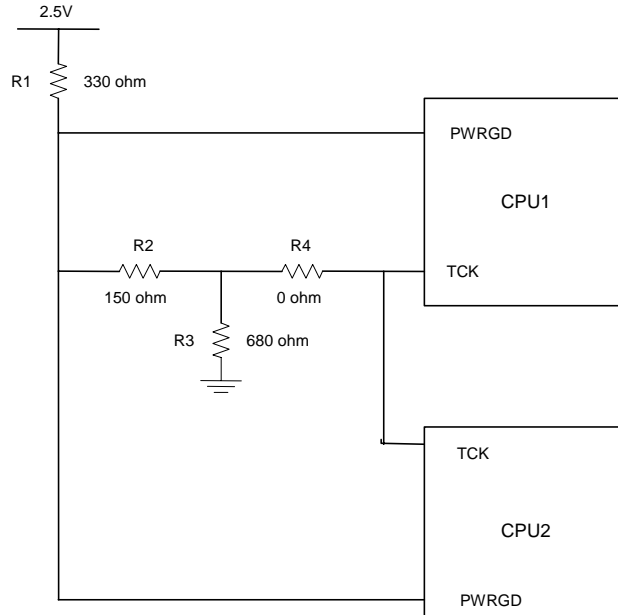 2.5V
R1 330 ohm
PWRGD
CPU1
R2 R4
TCK
150 ohm 0 ohm
R3 680 ohm
TCK
CPU2
PWRGD